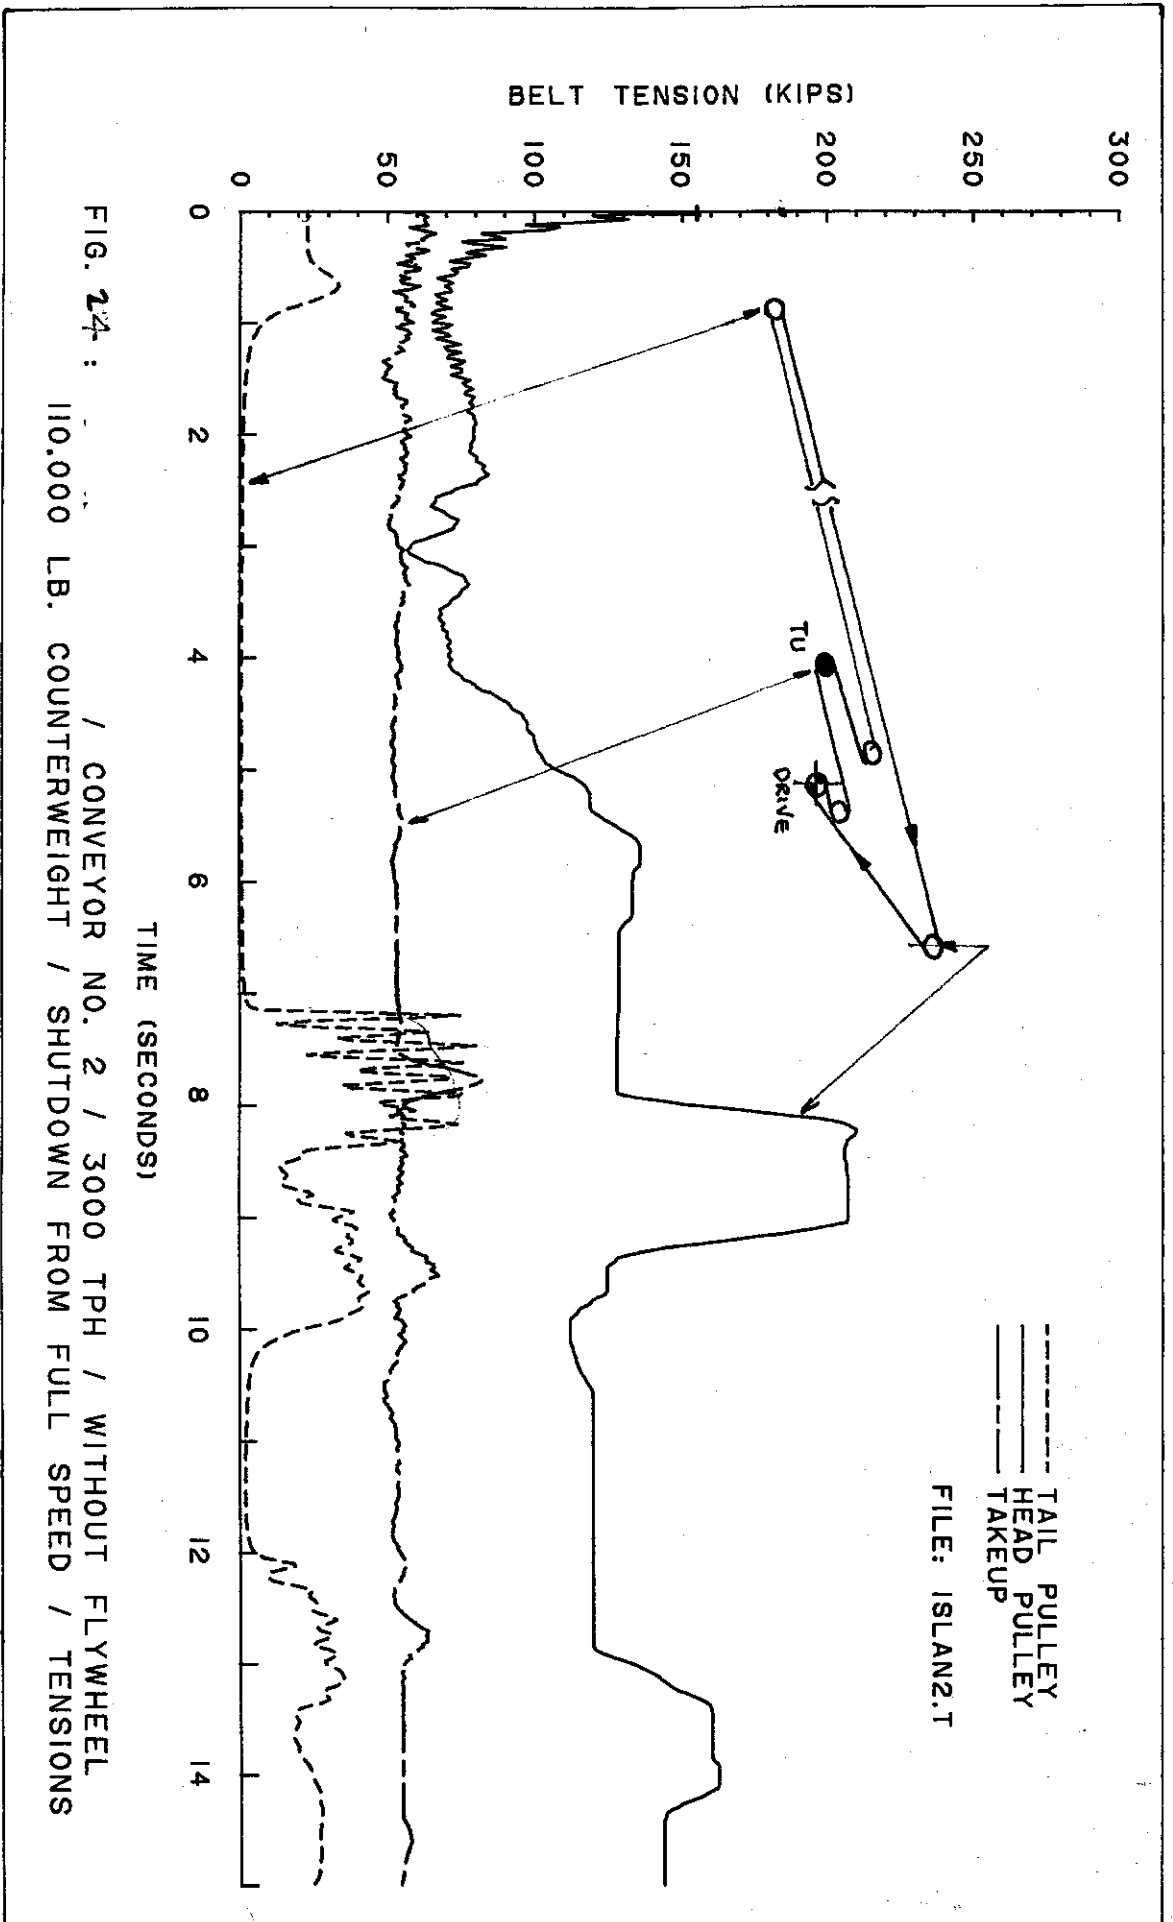 BELT TENSION (KIPS)
300
250
200
150
100
50
0
0 2 4 6 8 10 12 14
TIME (SECONDS)
TU
DRIVE
TAIL PULLEY
HEAD PULLEY
TAKEUP
FILE: ISLAN2.T
FIG. 24 : / CONVEYOR NO. 2 / 3000 TPH / WITHOUT FLYWHEEL
110,000 LB. COUNTERWEIGHT / SHUTDOWN FROM FULL SPEED / TENSIONS